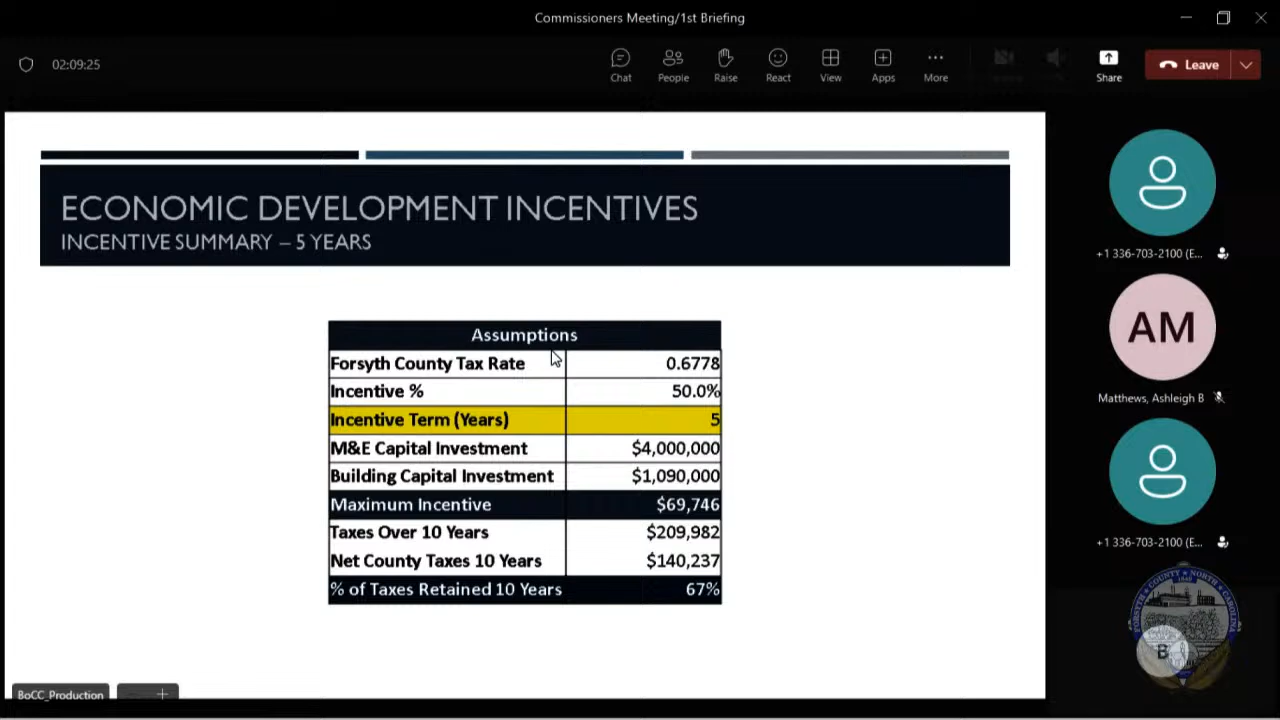 Commissioners Meeting/1st Briefing
02:09:25
Chat
People
Raise
React
View
Apps
More
Share
Leave
ECONOMIC DEVELOPMENT INCENTIVES
INCENTIVE SUMMARY – 5 YEARS
Assumptions
Forsyth County Tax Rate 0.6778
Incentive % 50.0%
Incentive Term (Years) 5
M&E Capital Investment $4,000,000
Building Capital Investment $1,090,000
Maximum Incentive $69,746
Taxes Over 10 Years $209,982
Net County Taxes 10 Years $140,237
% of Taxes Retained 10 Years 67%
+1 336-703-2100 (E...
AM
Matthews, Ashleigh B
+1 336-703-2100 (E...
FORSYTH COUNTY NORTH CAROLINA
B
BoCC_Production